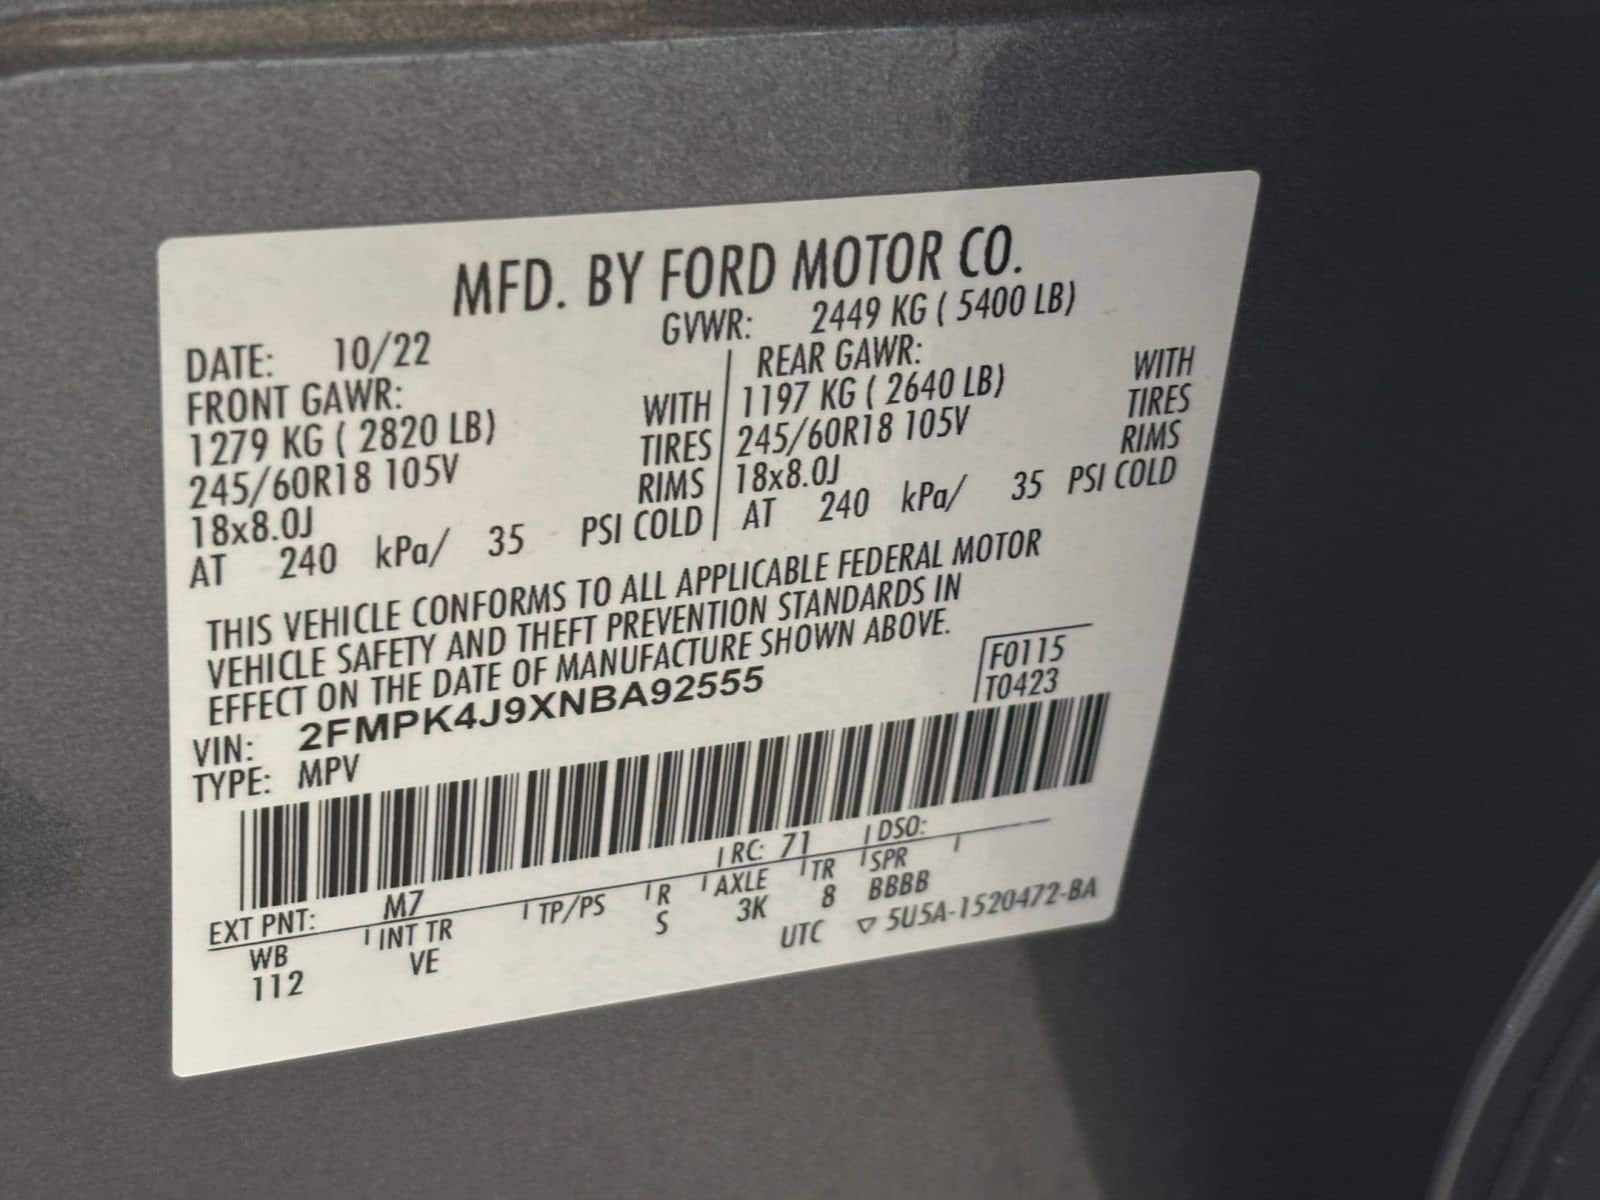 MFD. BY FORD MOTOR CO.
DATE: 10/22 GVWR: 2449 KG ( 5400 LB)
FRONT GAWR: REAR GAWR:
1279 KG ( 2820 LB) WITH 1197 KG ( 2640 LB) WITH
245/60R18 105V TIRES 245/60R18 105V TIRES
18x8.0J RIMS 18x8.0J RIMS
AT 240 kPa/ 35 PSI COLD AT 240 kPa/ 35 PSI COLD
THIS VEHICLE CONFORMS TO ALL APPLICABLE FEDERAL MOTOR
VEHICLE SAFETY AND THEFT PREVENTION STANDARDS IN
EFFECT ON THE DATE OF MANUFACTURE SHOWN ABOVE.
VIN: 2FMPK4J9XNBA92555 F0115
TYPE: MPV T0423
EXT PNT: M7 RC: 71 DSO:
WB INT TR TP/PS R AXLE TR SPR
112 VE S 3K 8 BBBB
UTC ▽ 5U5A-1520472-BA